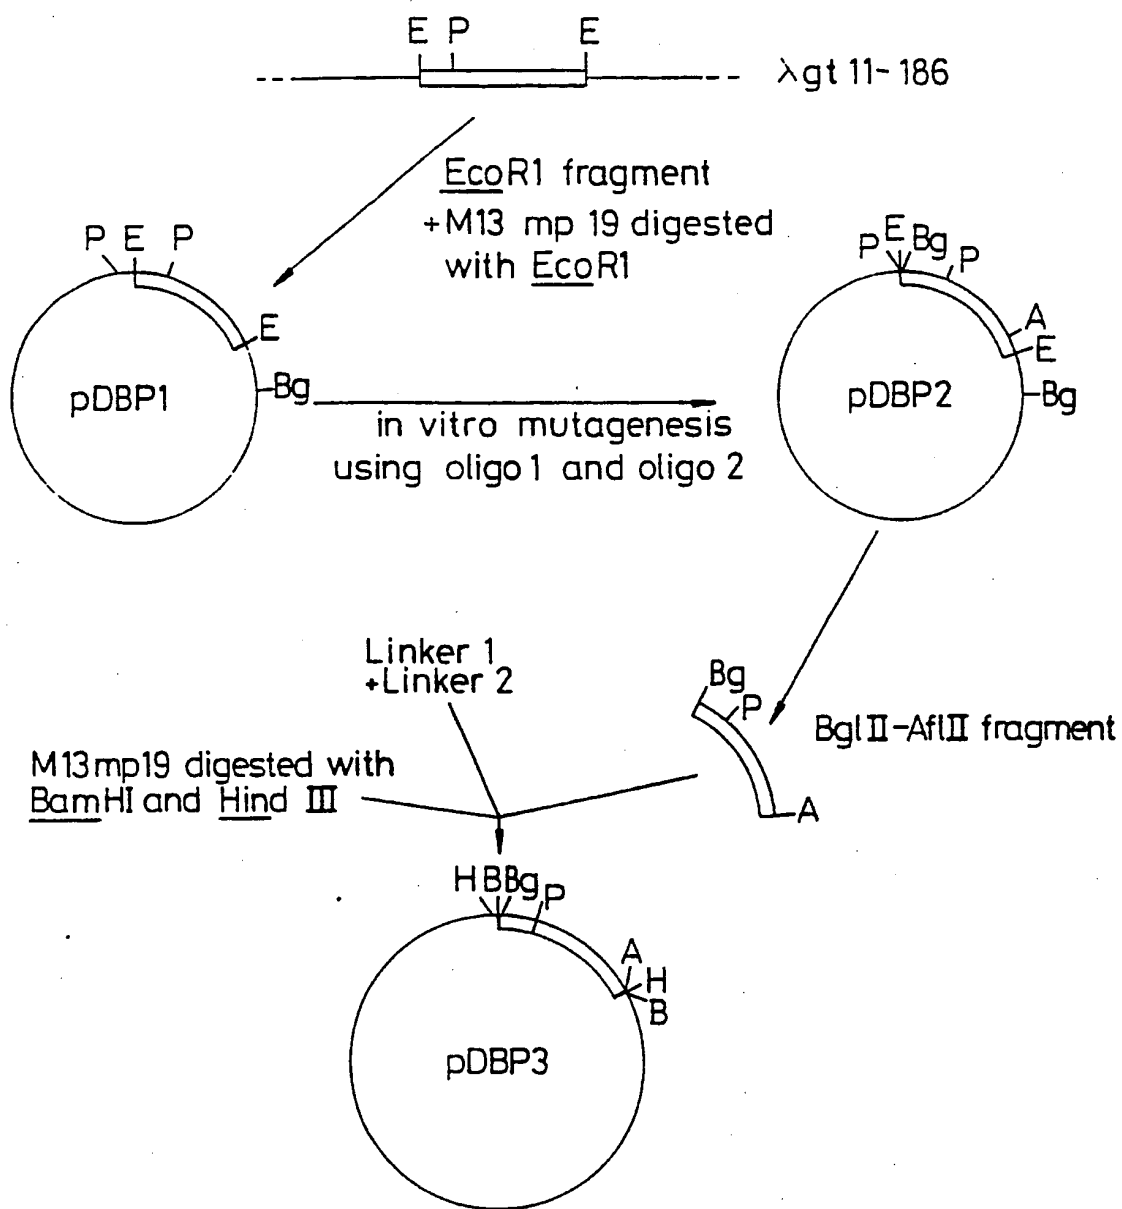 E P E
λgt 11-186
EcoR1 fragment
+M13 mp 19 digested
with EcoR1
P E P
E
Bg
pDBP1
in vitro mutagenesis
using oligo 1 and oligo 2
P E Bg P
A
E
Bg
pDBP2
Linker 1
+Linker 2
Bg
P
A
BglII-AflII fragment
M13mp19 digested with
BamHI and Hind III
H B Bg P
A
H
B
pDBP3